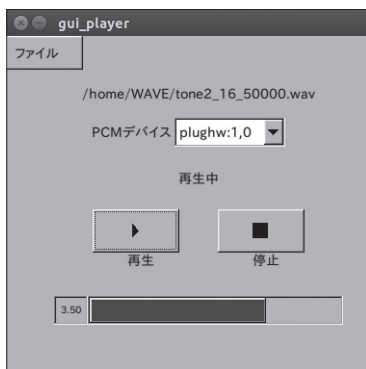 gui_player
ファイル
/home/WAVE/tone2_16_50000.wav
PCMデバイス plughw:1,0
再生中
再生 停止
3.50